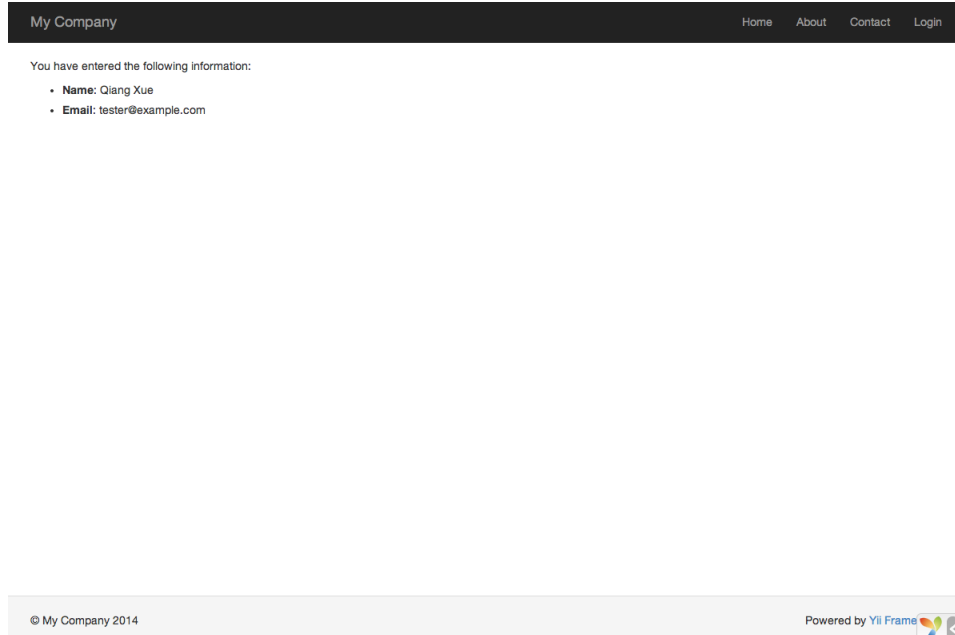 My Company Home About Contact Login
You have entered the following information:
• Name: Qiang Xue
• Email: tester@example.com
© My Company 2014 Powered by Yii Frame